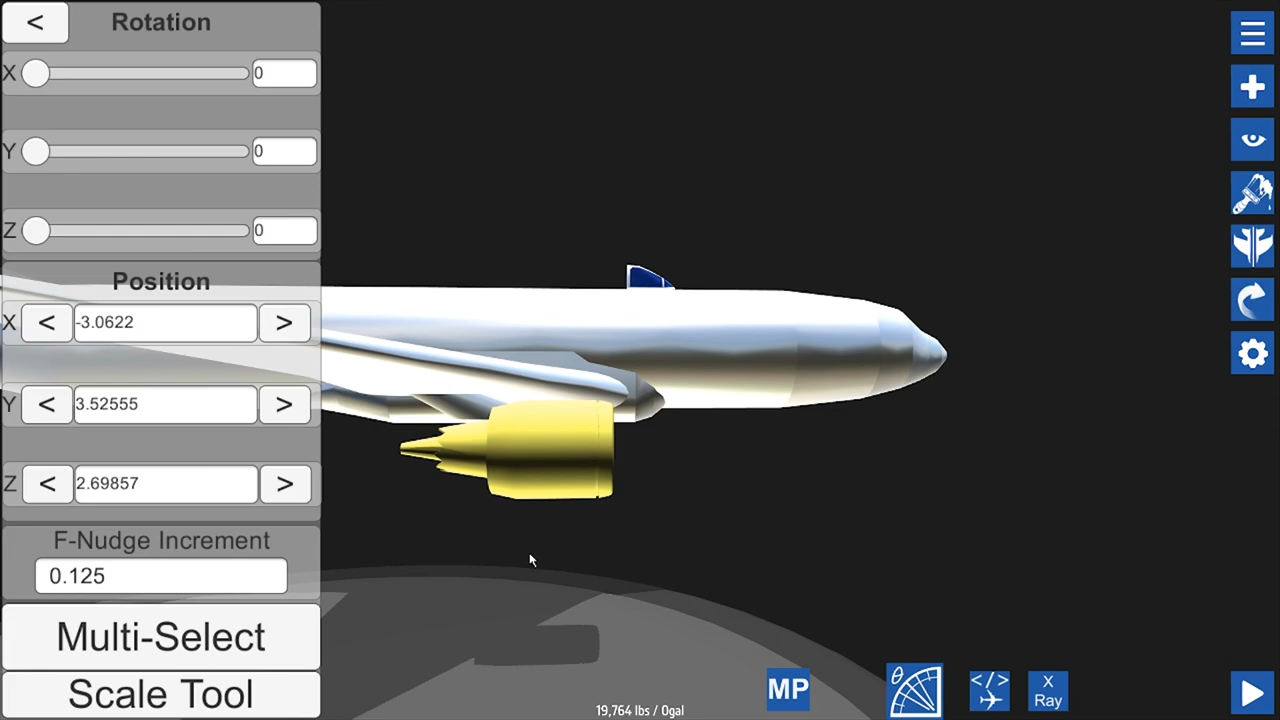 < Rotation
X 0
Y 0
Z 0
Position
X < -3.0622 >
Y < 3.52555 >
Z < 2.69857 >
F-Nudge Increment
0.125
Multi-Select
Scale Tool
19,764 lbs / 0gal
MP
θ
</>
X
Ray